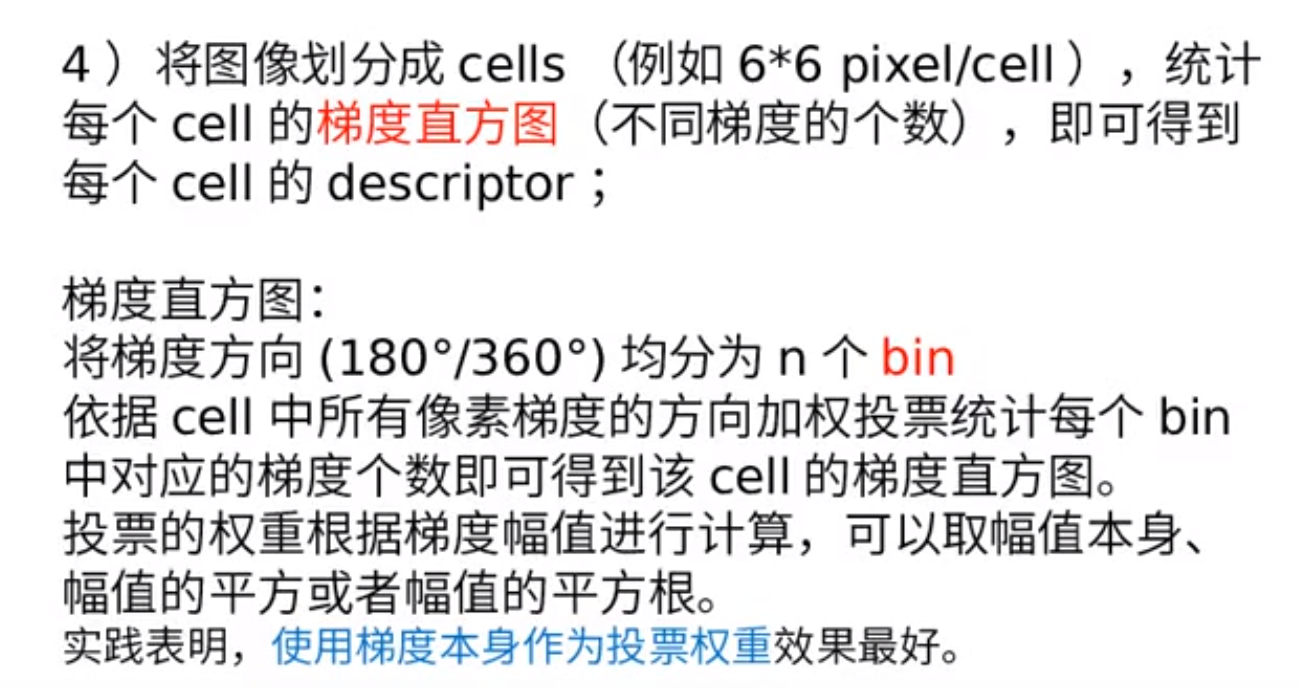 4 ）将图像划分成 cells （例如 6*6 pixel/cell ），统计
每个 cell 的梯度直方图（不同梯度的个数），即可得到
每个 cell 的 descriptor ；
梯度直方图：
将梯度方向 (180°/360°) 均分为 n 个 bin
依据 cell 中所有像素梯度的方向加权投票统计每个 bin
中对应的梯度个数即可得到该 cell 的梯度直方图。
投票的权重根据梯度幅值进行计算，可以取幅值本身、
幅值的平方或者幅值的平方根。
实践表明，使用梯度本身作为投票权重效果最好。